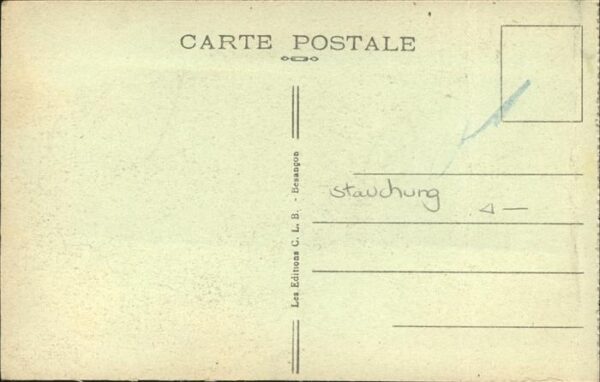 CARTE POSTALE
Les Editions C. L. B. - Besançon
Stauchung